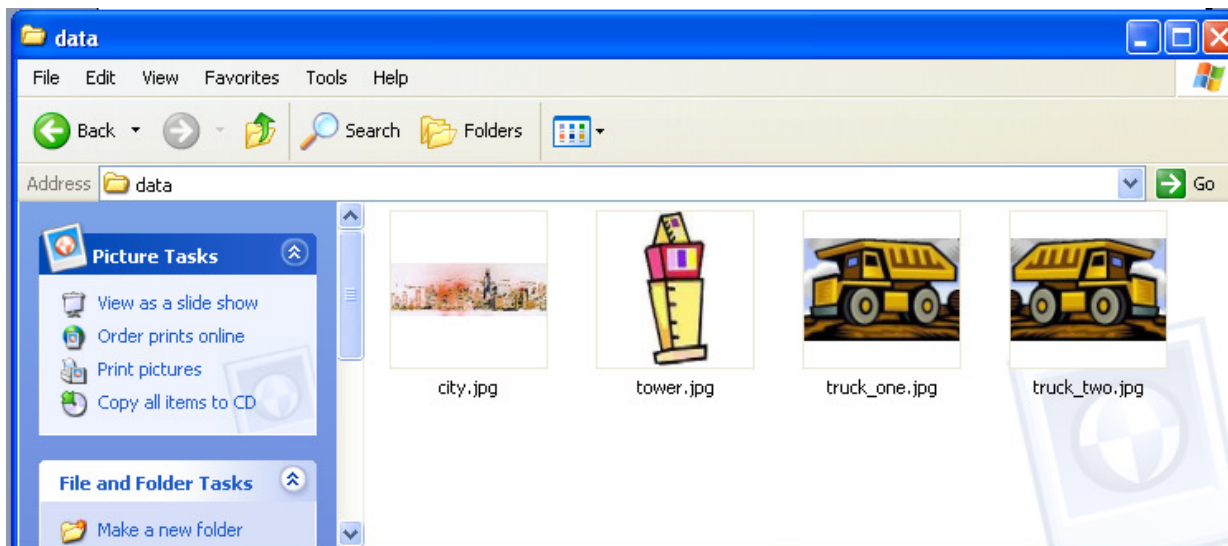 data
File Edit View Favorites Tools Help
Back Search Folders
Address data Go
Picture Tasks
View as a slide show
Order prints online
Print pictures
Copy all items to CD
File and Folder Tasks
Make a new folder
city.jpg tower.jpg truck_one.jpg truck_two.jpg